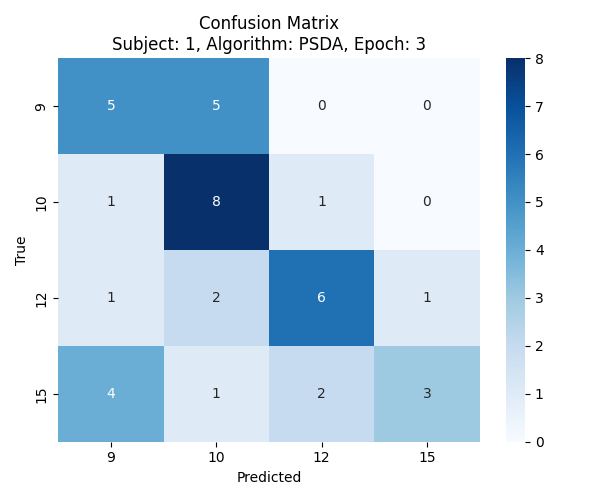 Confusion Matrix
Subject: 1, Algorithm: PSDA, Epoch: 3
9 5 5 0 0
10 1 8 1 0
12 1 2 6 1
15 4 1 2 3
9 10 12 15
True
Predicted
8
7
6
5
4
3
2
1
0